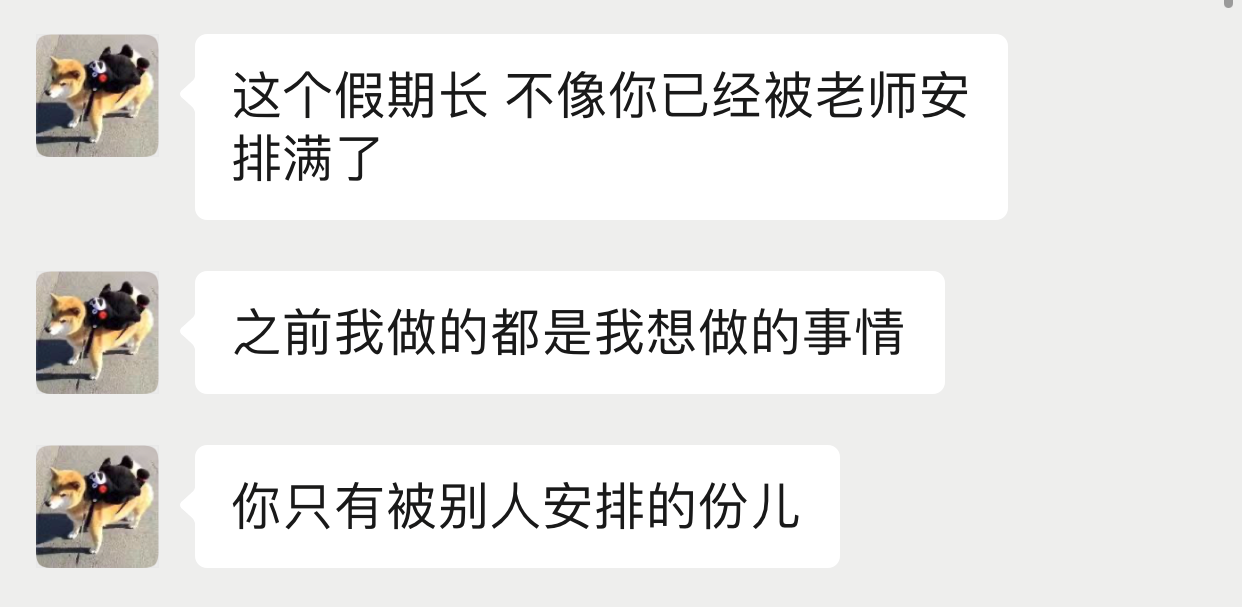 这个假期长 不像你已经被老师安
排满了
之前我做的都是我想做的事情
你只有被别人安排的份儿